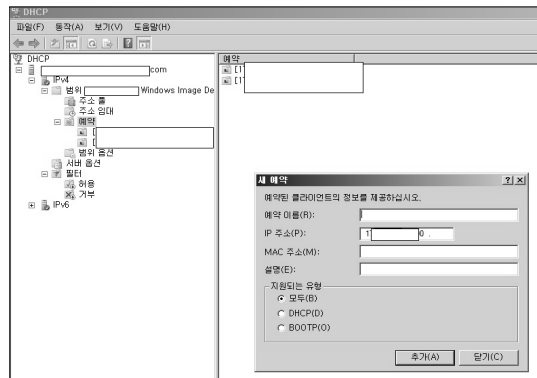 DHCP
파일(F) 동작(A) 보기(V) 도움말(H)
DHCP
com
IPv4
범위 Windows Image De
주소 풀
주소 임대
예약
[
[
범위 옵션
서버 옵션
필터
허용
거부
IPv6
예약
[1
[1
새 예약
예약된 클라이언트의 정보를 제공하십시오.
예약 이름(R):
IP 주소(P): 1 0 .
MAC 주소(M):
설명(E):
지원되는 유형
모두(B)
DHCP(D)
BOOTP(O)
추가(A) 닫기(C)